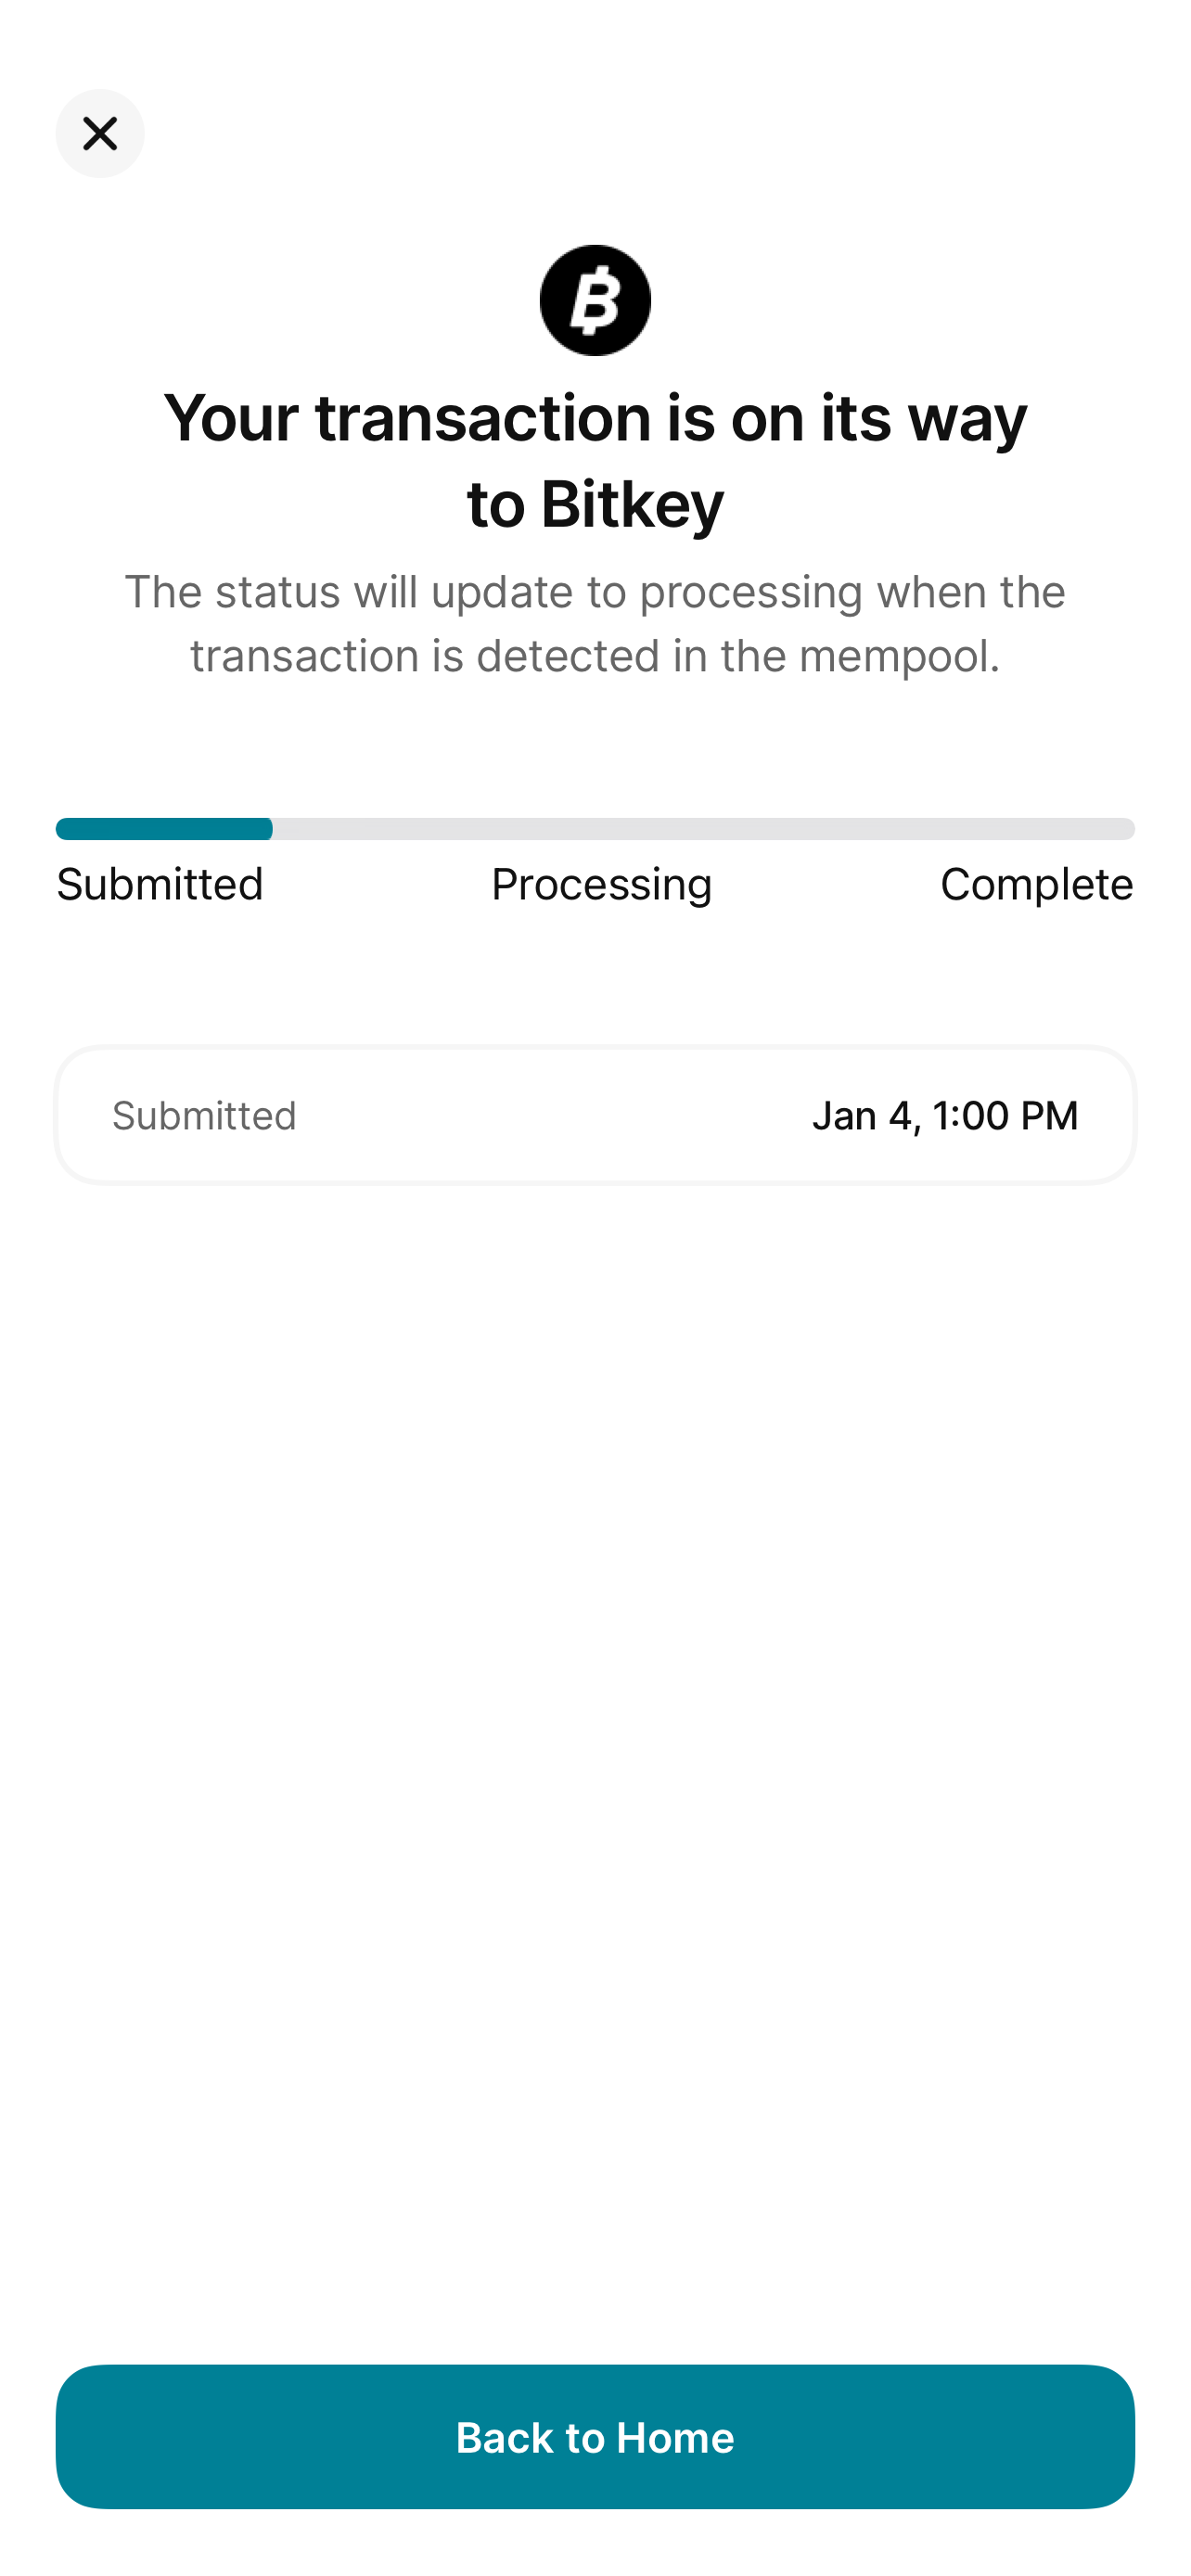 Your transaction is on its way
to Bitkey
The status will update to processing when the
transaction is detected in the mempool.
Submitted Processing Complete
Submitted Jan 4, 1:00 PM
Back to Home